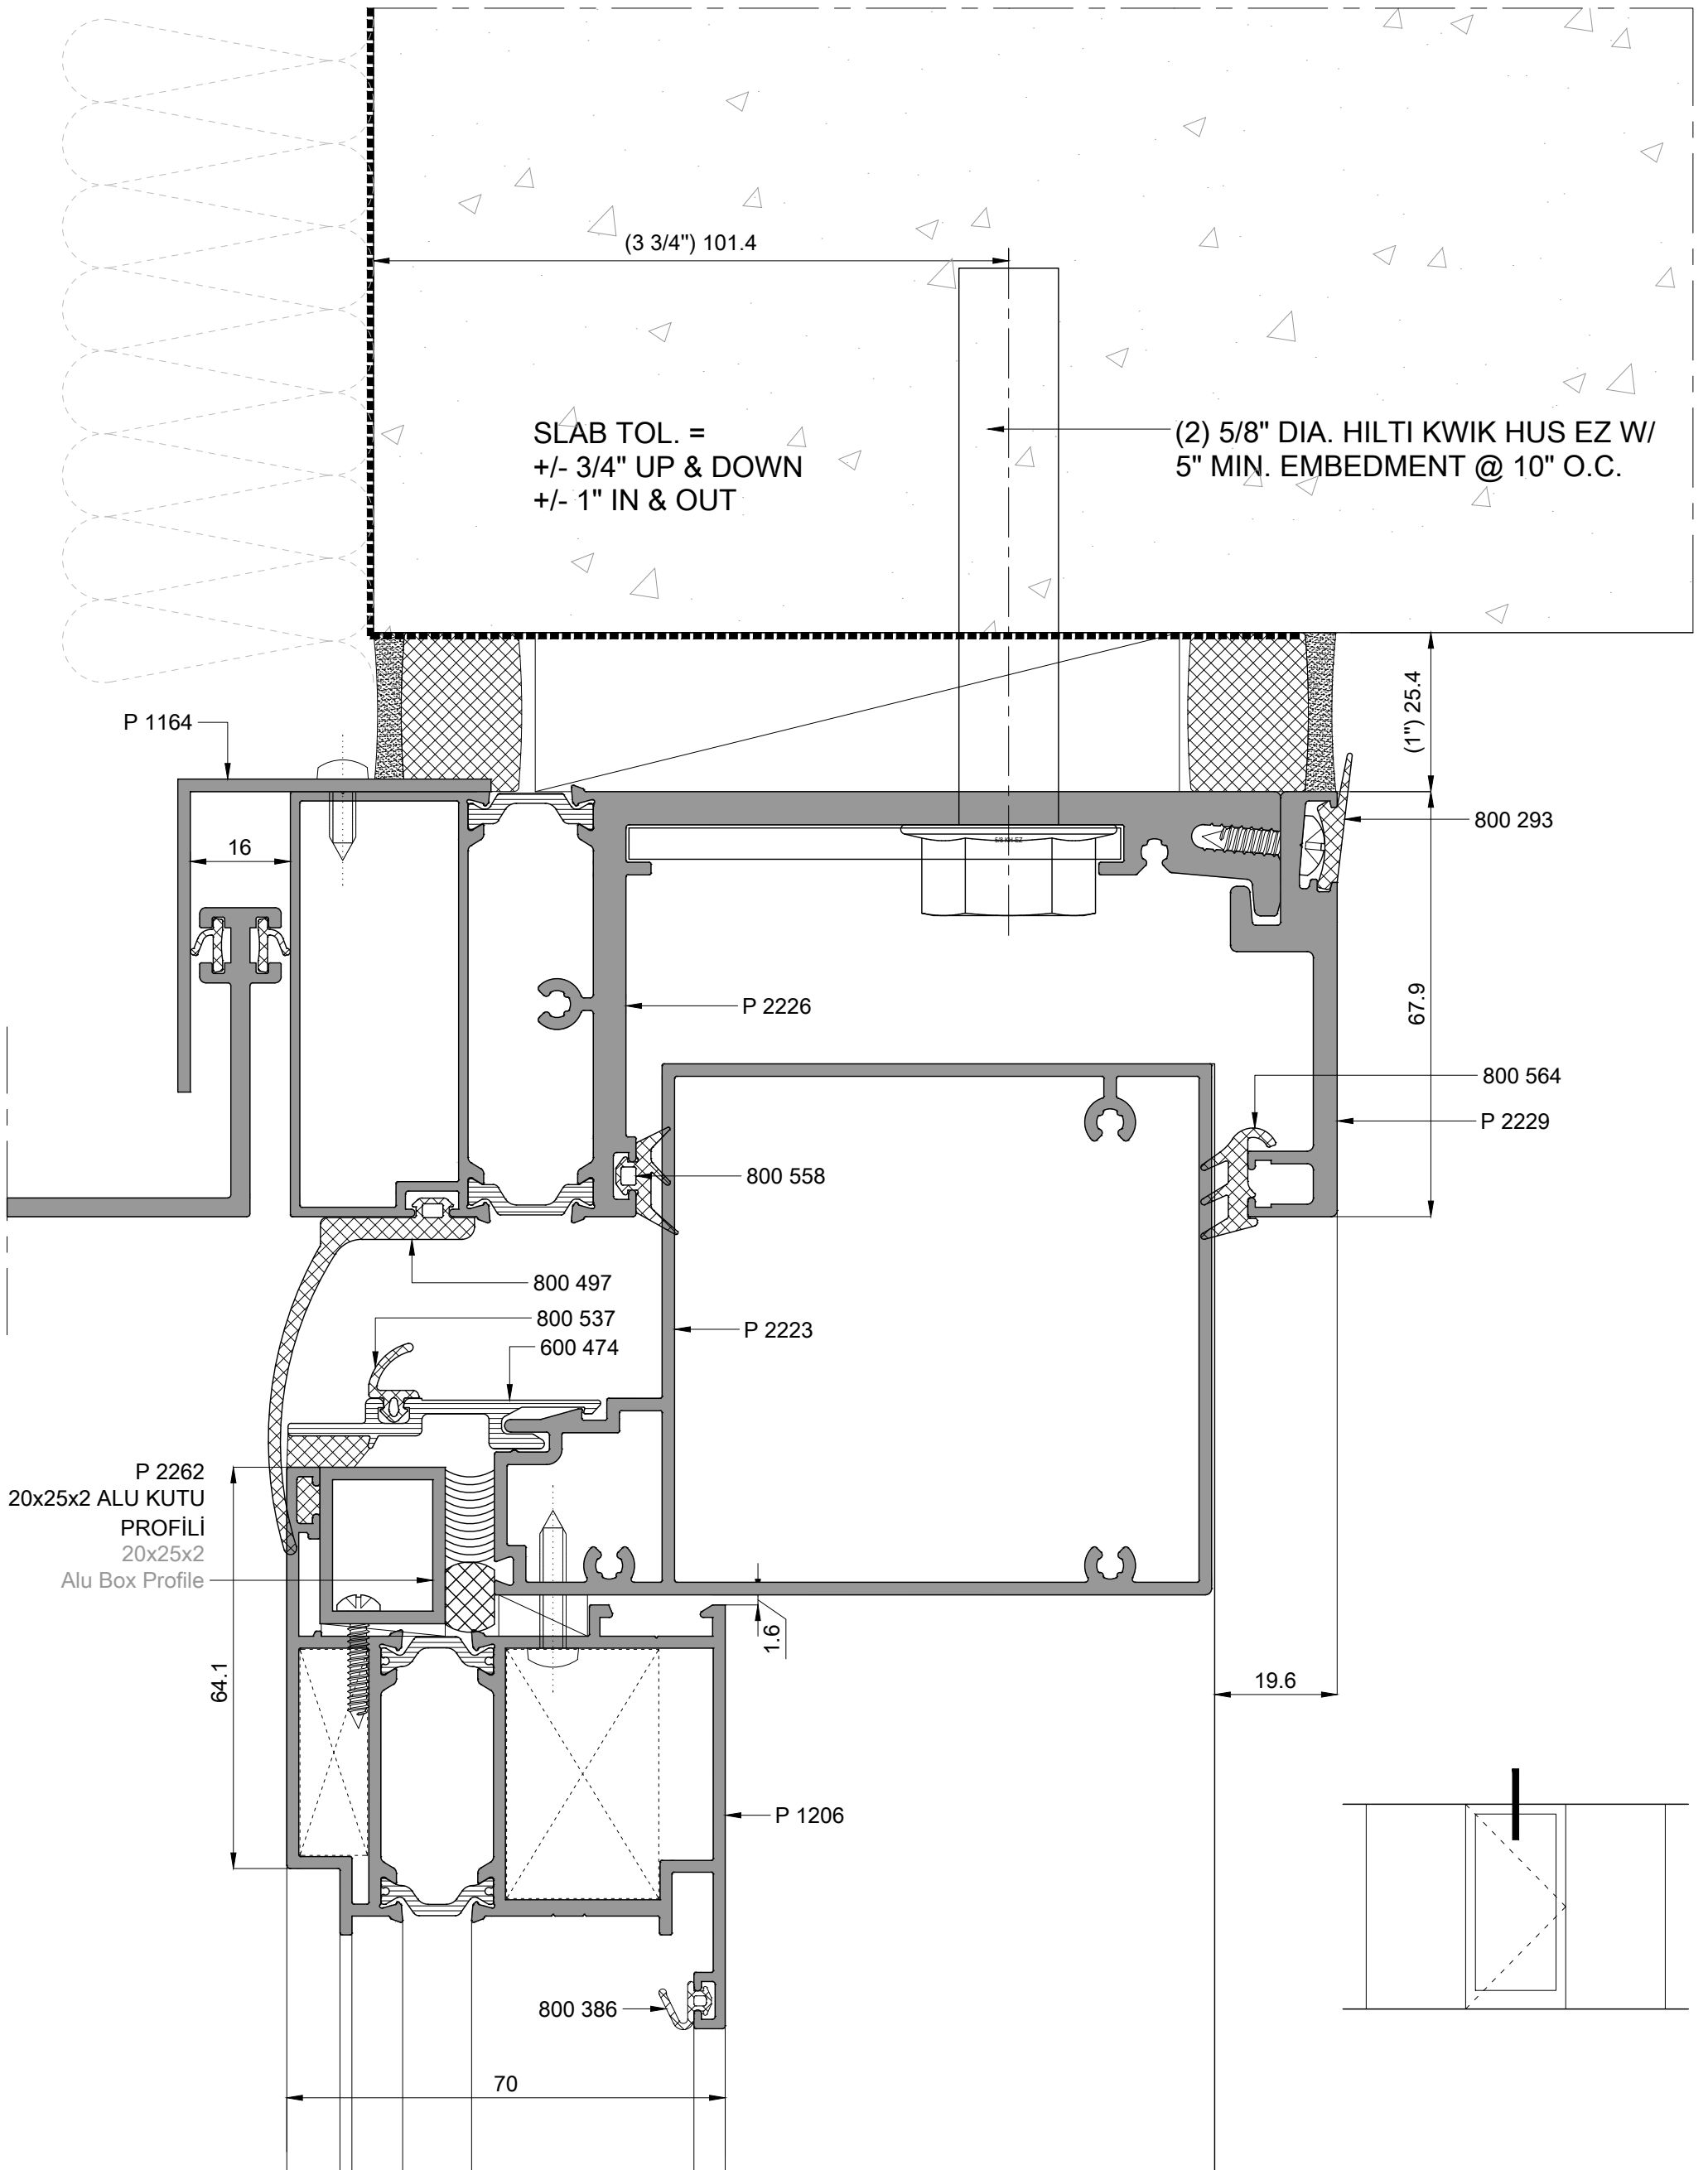 (3 3/4") 101.4
SLAB TOL. =
+/- 3/4" UP & DOWN
+/- 1" IN & OUT
(2) 5/8" DIA. HILTI KWIK HUS EZ W/
5" MIN. EMBEDMENT @ 10" O.C.
(1") 25.4
P 1164
800 293
16
P 2226
67.9
800 564
P 2229
800 558
800 497
800 537
P 2223
600 474
P 2262
20x25x2 ALU KUTU
PROFİLİ
20x25x2
Alu Box Profile
1.6
64.1
19.6
P 1206
800 386
70